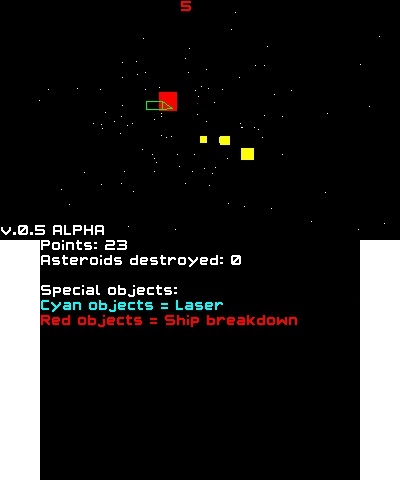 5
v.0.5 ALPHA
Points: 23
Asteroids destroyed: 0
Special objects:
Cyan objects = Laser
Red objects = Ship breakdown